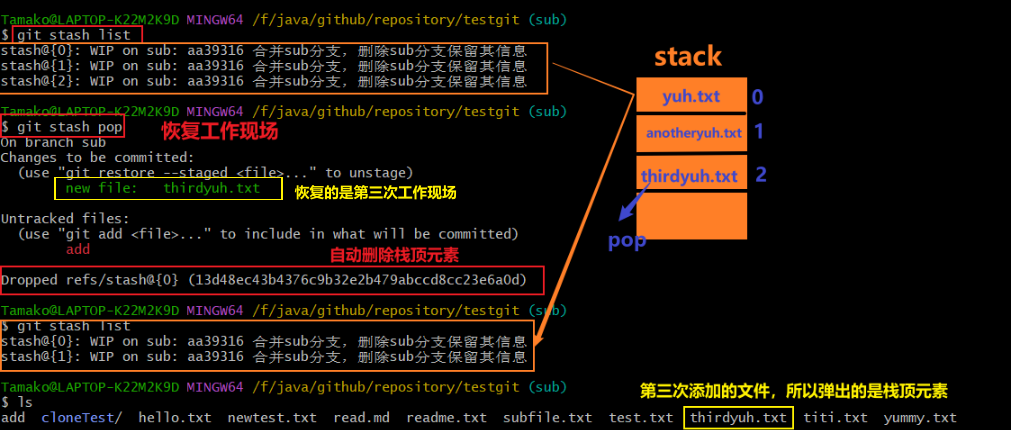 Tamako@LAPTOP-K22M2K9D MINGW64 /f/java/github/repository/testgit (sub)
$ git stash list
stash@{0}: WIP on sub: aa39316 合并sub分支，删除sub分支保留其信息
stash@{1}: WIP on sub: aa39316 合并sub分支，删除sub分支保留其信息
stash@{2}: WIP on sub: aa39316 合并sub分支，删除sub分支保留其信息
stack
yuh.txt 0
anotheryuh.txt 1
thirdyuh.txt 2
pop
Tamako@LAPTOP-K22M2K9D MINGW64 /f/java/github/repository/testgit (sub)
$ git stash pop
恢复工作现场
On branch sub
Changes to be committed:
(use "git restore --staged <file>..." to unstage)
new file: thirdyuh.txt
恢复的是第三次工作现场
Untracked files:
(use "git add <file>..." to include in what will be committed)
add
自动删除栈顶元素
Dropped refs/stash@{0} (13d48ec43b4376c9b32e2b479abccd8cc23e6a0d)
Tamako@LAPTOP-K22M2K9D MINGW64 /f/java/github/repository/testgit (sub)
$ git stash list
stash@{0}: WIP on sub: aa39316 合并sub分支，删除sub分支保留其信息
stash@{1}: WIP on sub: aa39316 合并sub分支，删除sub分支保留其信息
Tamako@LAPTOP-K22M2K9D MINGW64 /f/java/github/repository/testgit (sub)
第三次添加的文件，所以弹出的是栈顶元素
$ ls
add cloneTest/ hello.txt newtest.txt read.md readme.txt subfile.txt test.txt thirdyuh.txt titi.txt yummy.txt